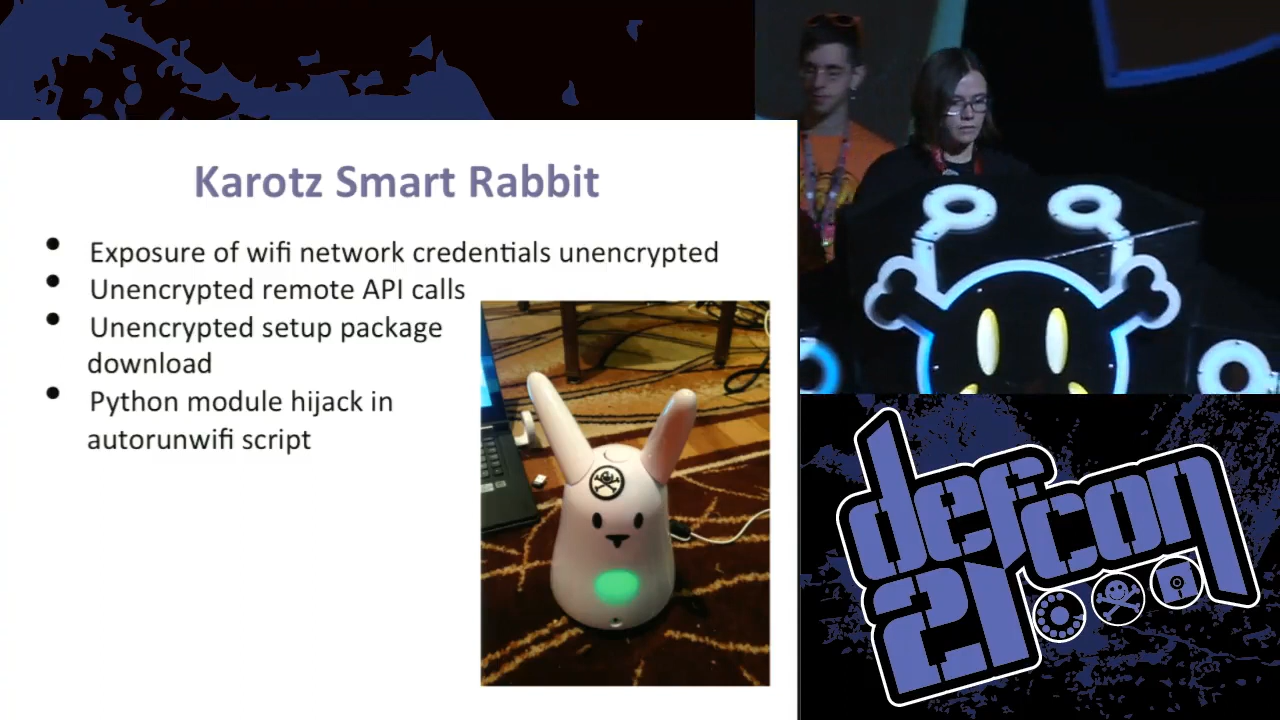 Karotz Smart Rabbit
Exposure of wifi network credentials unencrypted
Unencrypted remote API calls
Unencrypted setup package
download
Python module hijack in
autorunwifi script
defcon
21